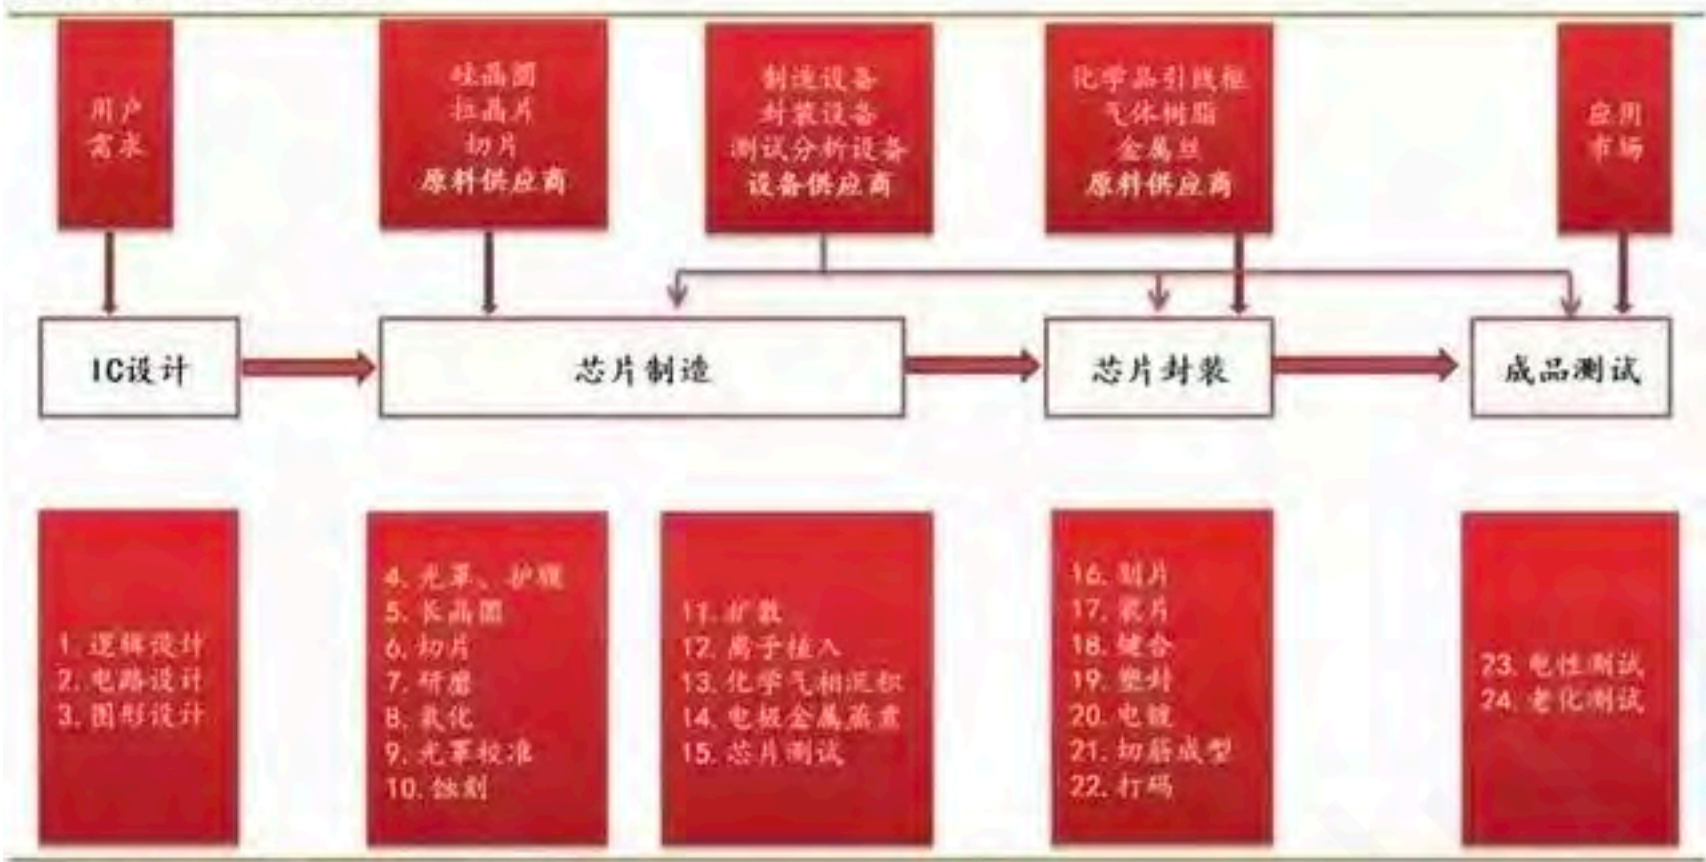 用户
需求
硅晶圆
拉晶片
切片
原料供应商
制造设备
封装设备
测试分析设备
设备供应商
化学品引线框
气体树脂
金属丝
原料供应商
应用
市场
IC设计
芯片制造
芯片封装
成品测试
1. 逻辑设计
2. 电路设计
3. 图形设计
4. 光罩、护膜
5. 长晶圆
6. 切片
7. 研磨
8. 氧化
9. 光罩校准
10. 蚀刻
11. 扩散
12. 离子植入
13. 化学气相沉积
14. 电极金属蒸煮
15. 芯片测试
16. 划片
17. 装片
18. 键合
19. 塑封
20. 电镀
21. 切筋成型
22. 打码
23. 电性测试
24. 老化测试